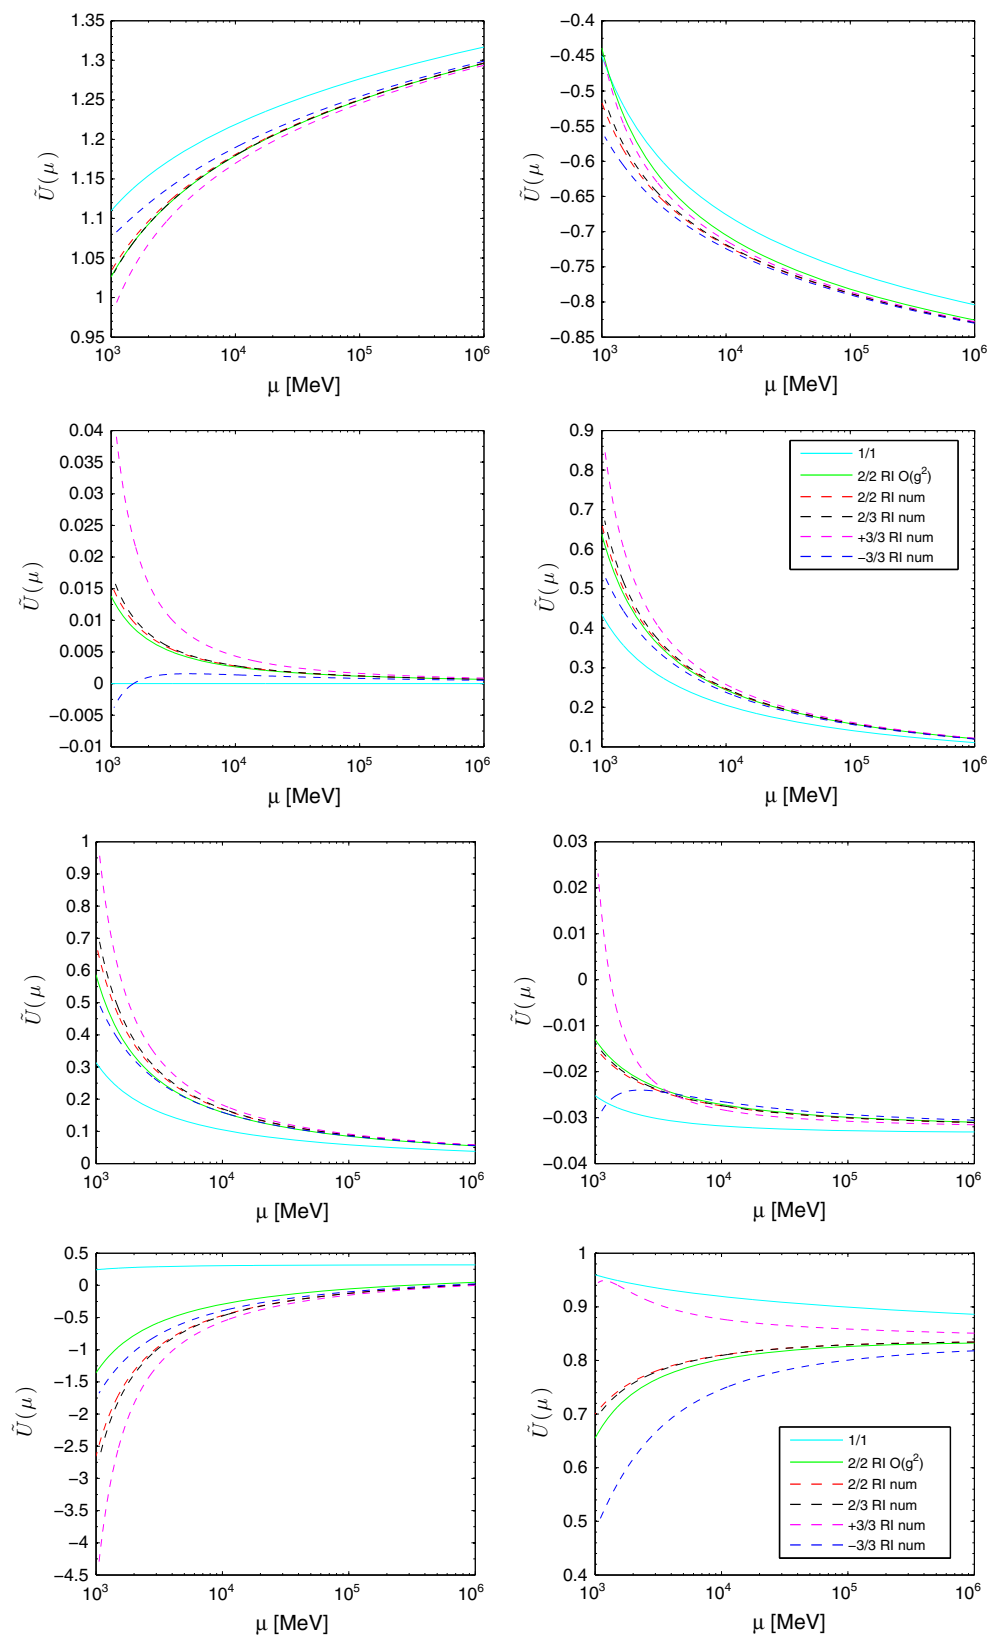 1.35
1.3
1.25
1.2
1.15
1.1
1.05
1
0.95
Ũ(μ)
10³ 10⁴ 10⁵ 10⁶
μ [MeV]
−0.4
−0.45
−0.5
−0.55
−0.6
−0.65
−0.7
−0.75
−0.8
−0.85
Ũ(μ)
10³ 10⁴ 10⁵ 10⁶
μ [MeV]
0.04
0.035
0.03
0.025
0.02
0.015
0.01
0.005
0
−0.005
−0.01
Ũ(μ)
10³ 10⁴ 10⁵ 10⁶
μ [MeV]
0.9
0.8
0.7
0.6
0.5
0.4
0.3
0.2
0.1
Ũ(μ)
1/1
2/2 RI O(g²)
2/2 RI num
2/3 RI num
+3/3 RI num
−3/3 RI num
10³ 10⁴ 10⁵ 10⁶
μ [MeV]
1
0.9
0.8
0.7
0.6
0.5
0.4
0.3
0.2
0.1
0
Ũ(μ)
10³ 10⁴ 10⁵ 10⁶
μ [MeV]
0.03
0.02
0.01
0
−0.01
−0.02
−0.03
−0.04
Ũ(μ)
10³ 10⁴ 10⁵ 10⁶
μ [MeV]
0.5
0
−0.5
−1
−1.5
−2
−2.5
−3
−3.5
−4
−4.5
Ũ(μ)
10³ 10⁴ 10⁵ 10⁶
μ [MeV]
1
0.9
0.8
0.7
0.6
0.5
0.4
Ũ(μ)
1/1
2/2 RI O(g²)
2/2 RI num
2/3 RI num
+3/3 RI num
−3/3 RI num
10³ 10⁴ 10⁵ 10⁶
μ [MeV]